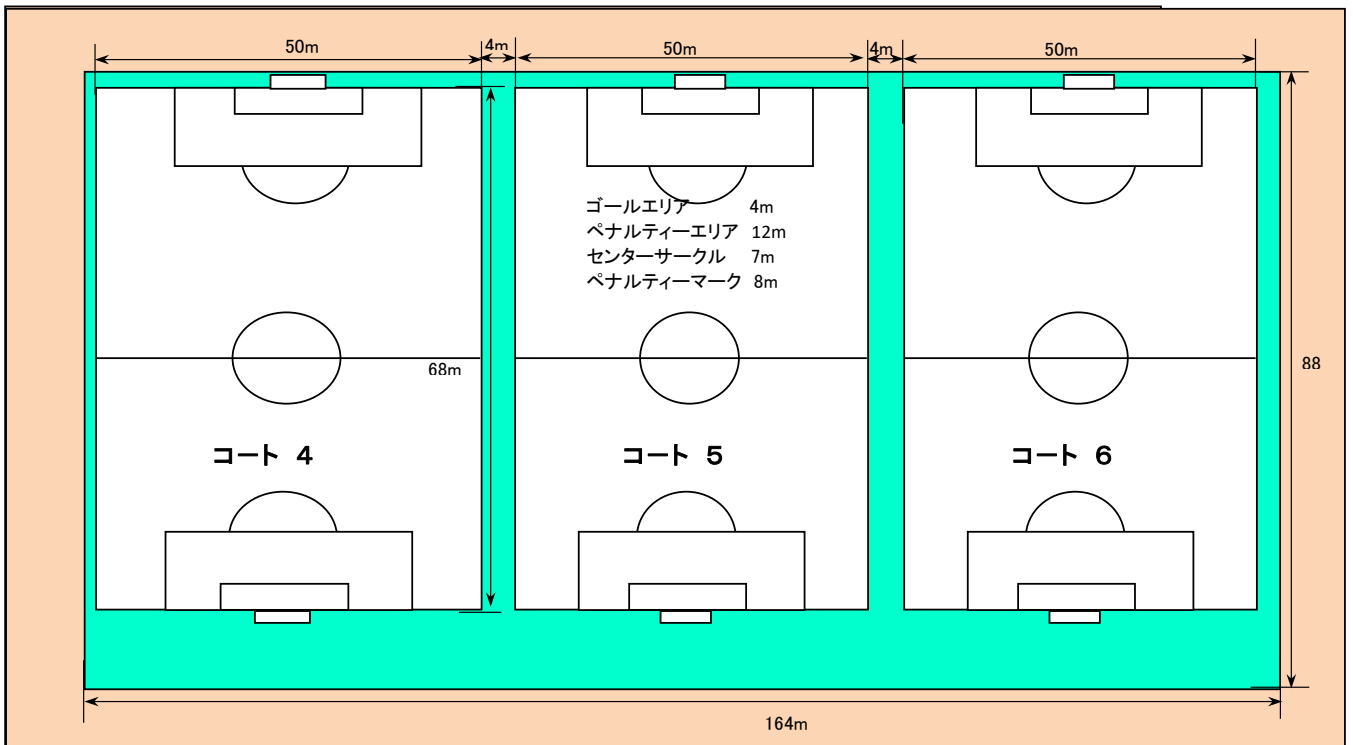 50m
4m
50m
4m
50m
ゴールエリア 4m
ペナルティーエリア 12m
センターサークル 7m
ペナルティーマーク 8m
68m
88
コート 4
コート 5
コート 6
164m